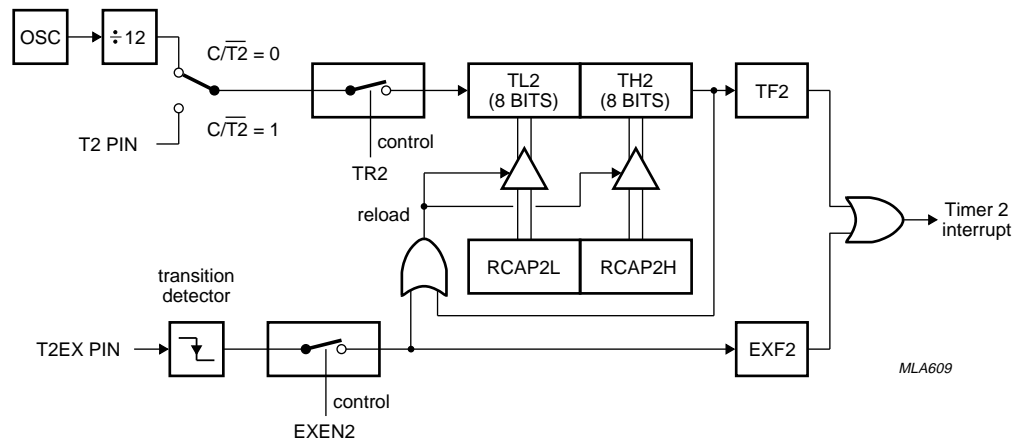 OSC
÷ 12
C/T2 = 0
C/T2 = 1
T2 PIN
control
TR2
TL2
(8 BITS)
TH2
(8 BITS)
TF2
reload
RCAP2L
RCAP2H
Timer 2
interrupt
transition
detector
T2EX PIN
control
EXEN2
EXF2
MLA609